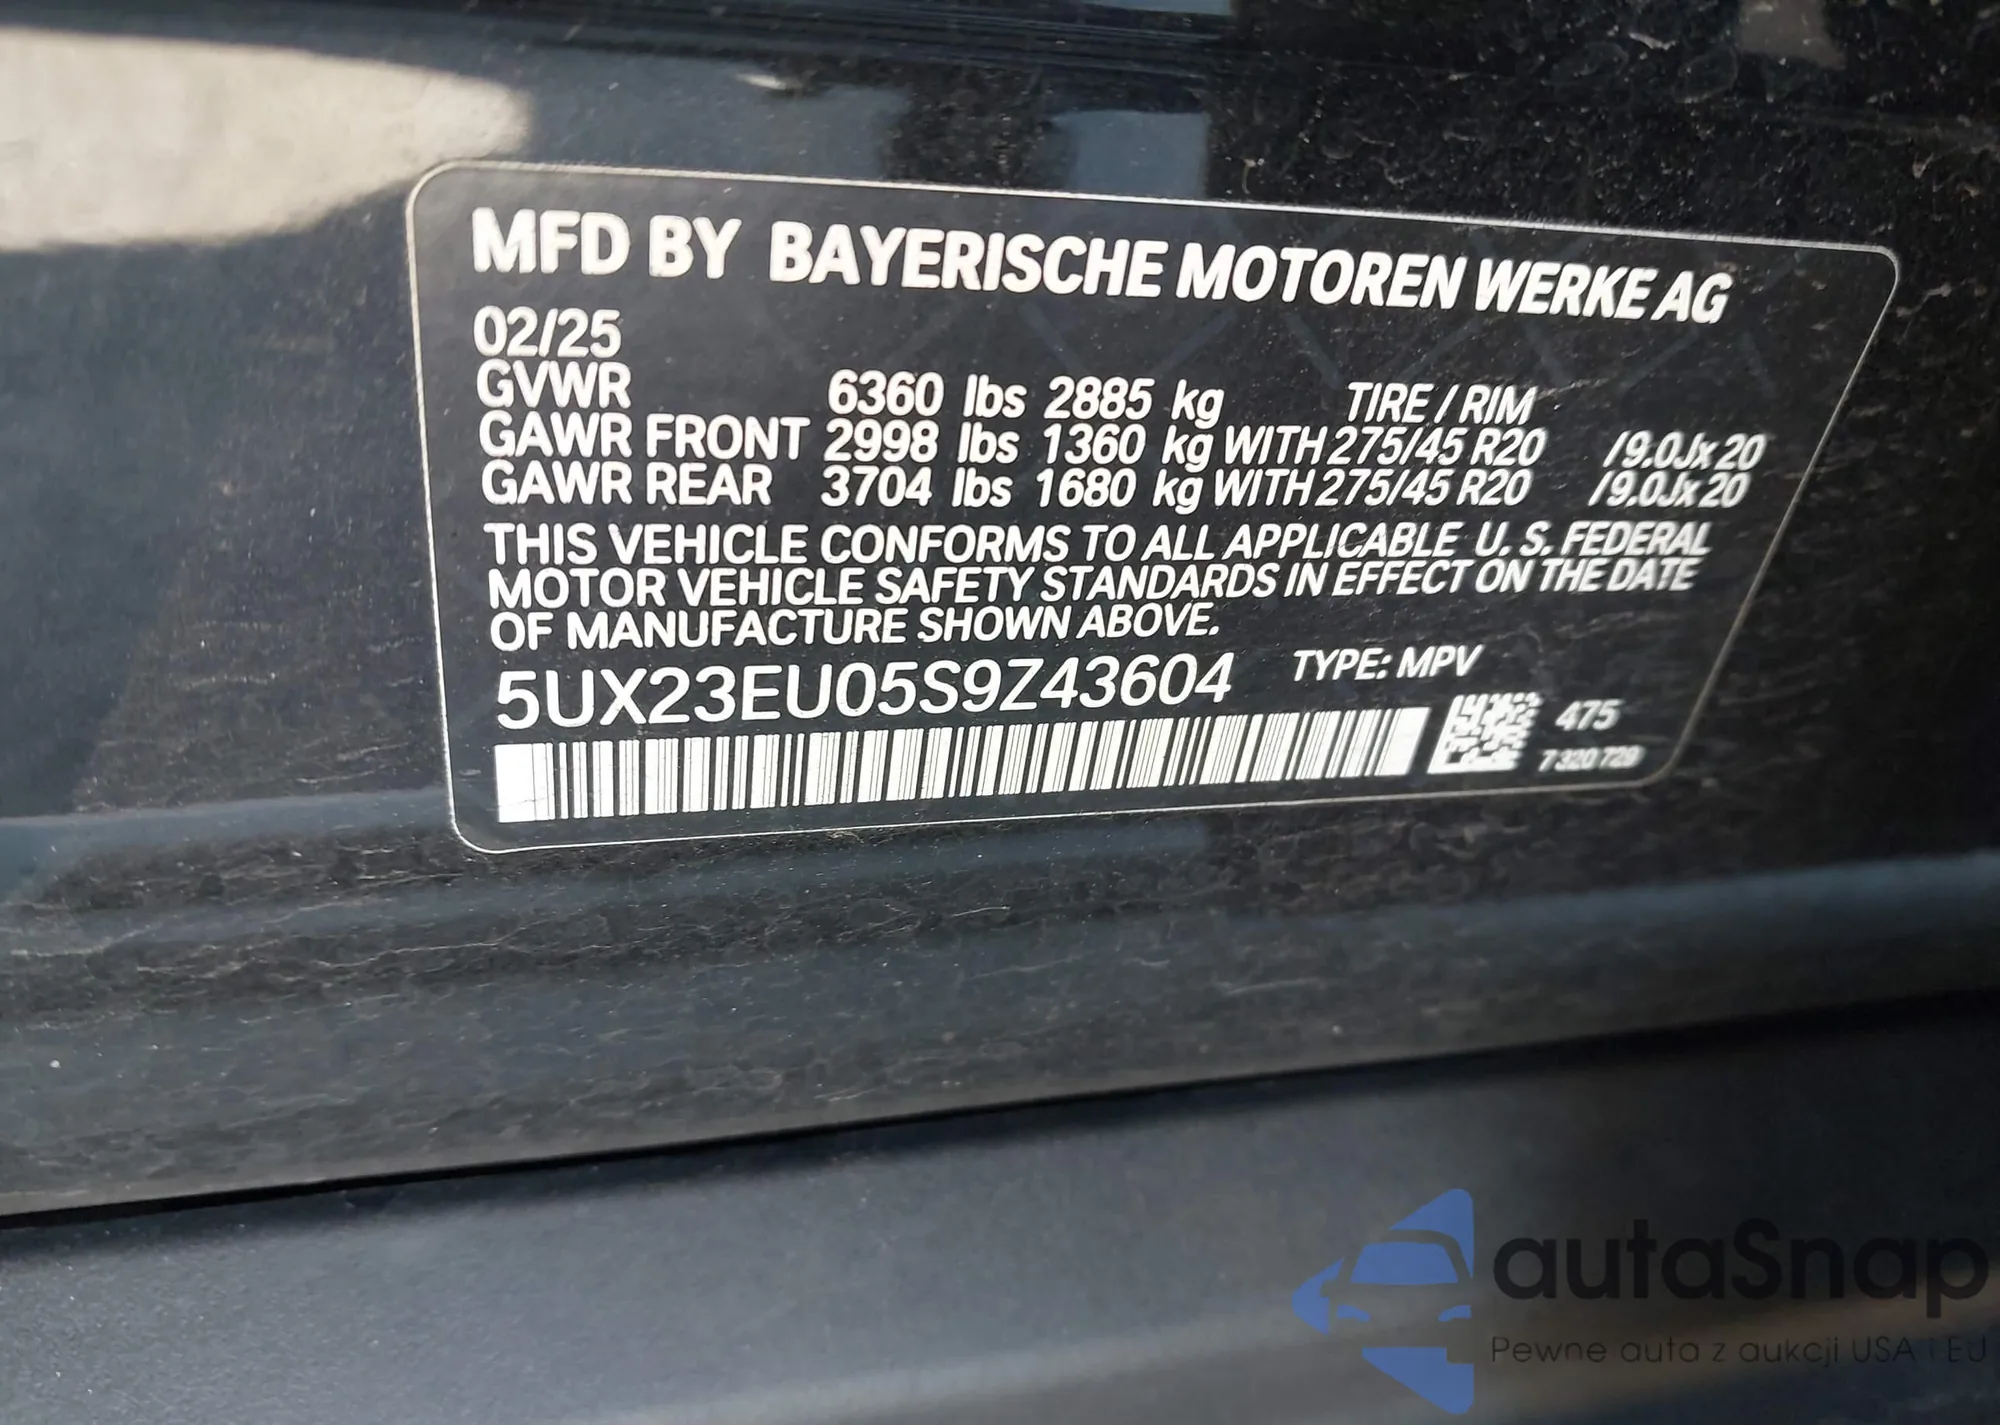 MFD BY BAYERISCHE MOTOREN WERKE AG
02/25
GVWR 6360 lbs 2885 kg TIRE / RIM
GAWR FRONT 2998 lbs 1360 kg WITH 275/45 R20 /9.0Jx20
GAWR REAR 3704 lbs 1680 kg WITH 275/45 R20 /9.0Jx20
THIS VEHICLE CONFORMS TO ALL APPLICABLE U. S. FEDERAL
MOTOR VEHICLE SAFETY STANDARDS IN EFFECT ON THE DATE
OF MANUFACTURE SHOWN ABOVE.
5UX23EU05S9Z43604 TYPE: MPV
475
7 320 729
autaSnap
Pewne auta z aukcji USA i EU